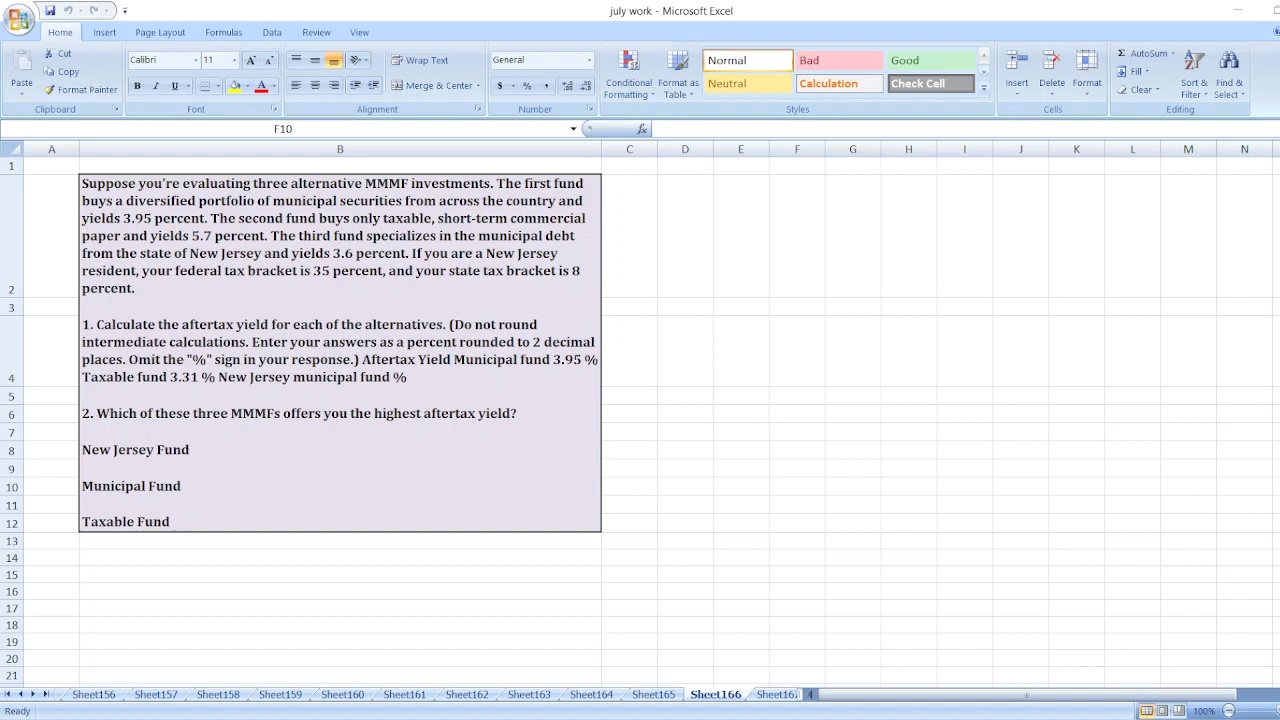 july work - Microsoft Excel
Home Insert Page Layout Formulas Data Review View
Paste
Cut
Copy
Format Painter
Clipboard
Calibri 11
B I U
Font
Wrap Text
Merge & Center
Alignment
General
$ % ,
Number
Conditional Formatting
Format as Table
Normal Bad Good
Neutral Calculation Check Cell
Styles
Insert Delete Format
Cells
Σ AutoSum
Fill
Clear
Sort & Filter
Find & Select
Editing
F10
fx
A B C D E F G H I J K L M N
1
2
3
4
5
6
7
8
9
10
11
12
13
14
15
16
17
18
19
20
21
Suppose you're evaluating three alternative MMMF investments. The first fund
buys a diversified portfolio of municipal securities from across the country and
yields 3.95 percent. The second fund buys only taxable, short-term commercial
paper and yields 5.7 percent. The third fund specializes in the municipal debt
from the state of New Jersey and yields 3.6 percent. If you are a New Jersey
resident, your federal tax bracket is 35 percent, and your state tax bracket is 8
percent.
1. Calculate the aftertax yield for each of the alternatives. (Do not round
intermediate calculations. Enter your answers as a percent rounded to 2 decimal
places. Omit the "%" sign in your response.) Aftertax Yield Municipal fund 3.95 %
Taxable fund 3.31 % New Jersey municipal fund %
2. Which of these three MMMFs offers you the highest aftertax yield?
New Jersey Fund
Municipal Fund
Taxable Fund
Sheet156 Sheet157 Sheet158 Sheet159 Sheet160 Sheet161 Sheet162 Sheet163 Sheet164 Sheet165 Sheet166
Ready
100%